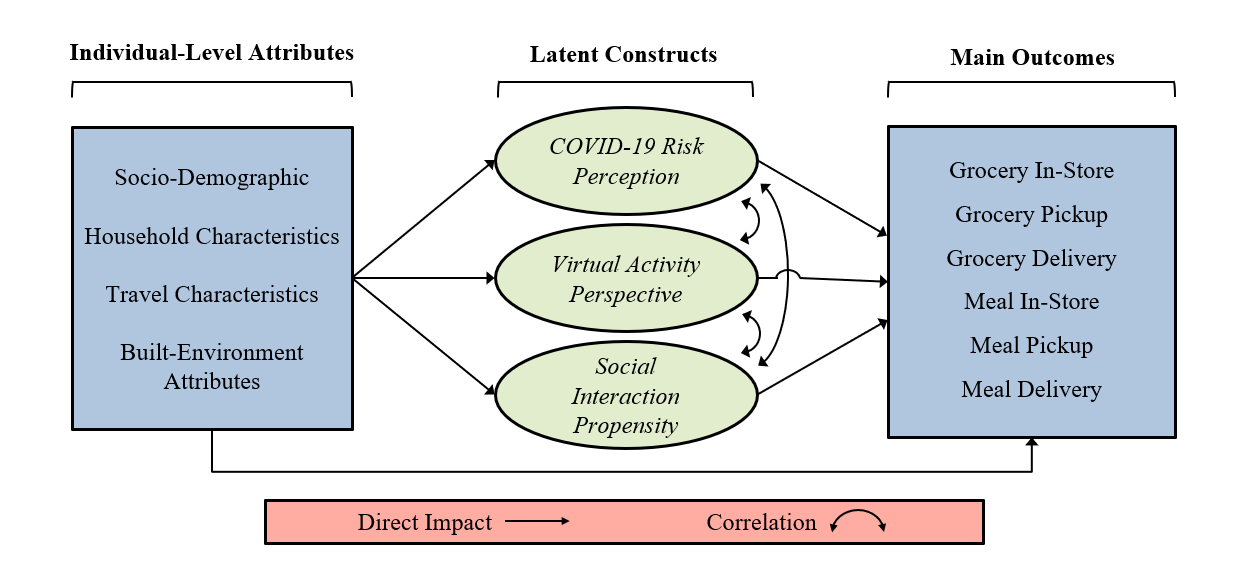 Individual-Level Attributes
Socio-Demographic
Household Characteristics
Travel Characteristics
Built-Environment
Attributes
Latent Constructs
COVID-19 Risk
Perception
Virtual Activity
Perspective
Social
Interaction
Propensity
Main Outcomes
Grocery In-Store
Grocery Pickup
Grocery Delivery
Meal In-Store
Meal Pickup
Meal Delivery
Direct Impact
Correlation